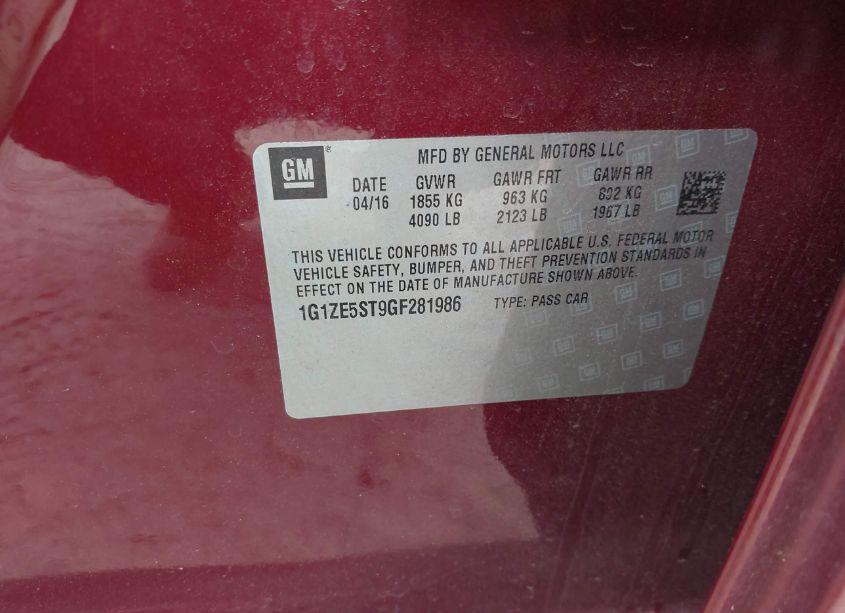 GM
MFD BY GENERAL MOTORS LLC
DATE GVWR GAWR FRT GAWR RR
04/16 1855 KG 963 KG 892 KG
4090 LB 2123 LB 1967 LB
THIS VEHICLE CONFORMS TO ALL APPLICABLE U.S. FEDERAL MOTOR
VEHICLE SAFETY, BUMPER, AND THEFT PREVENTION STANDARDS IN
EFFECT ON THE DATE OF MANUFACTURE SHOWN ABOVE.
1G1ZE5ST9GF281986 TYPE: PASS CAR